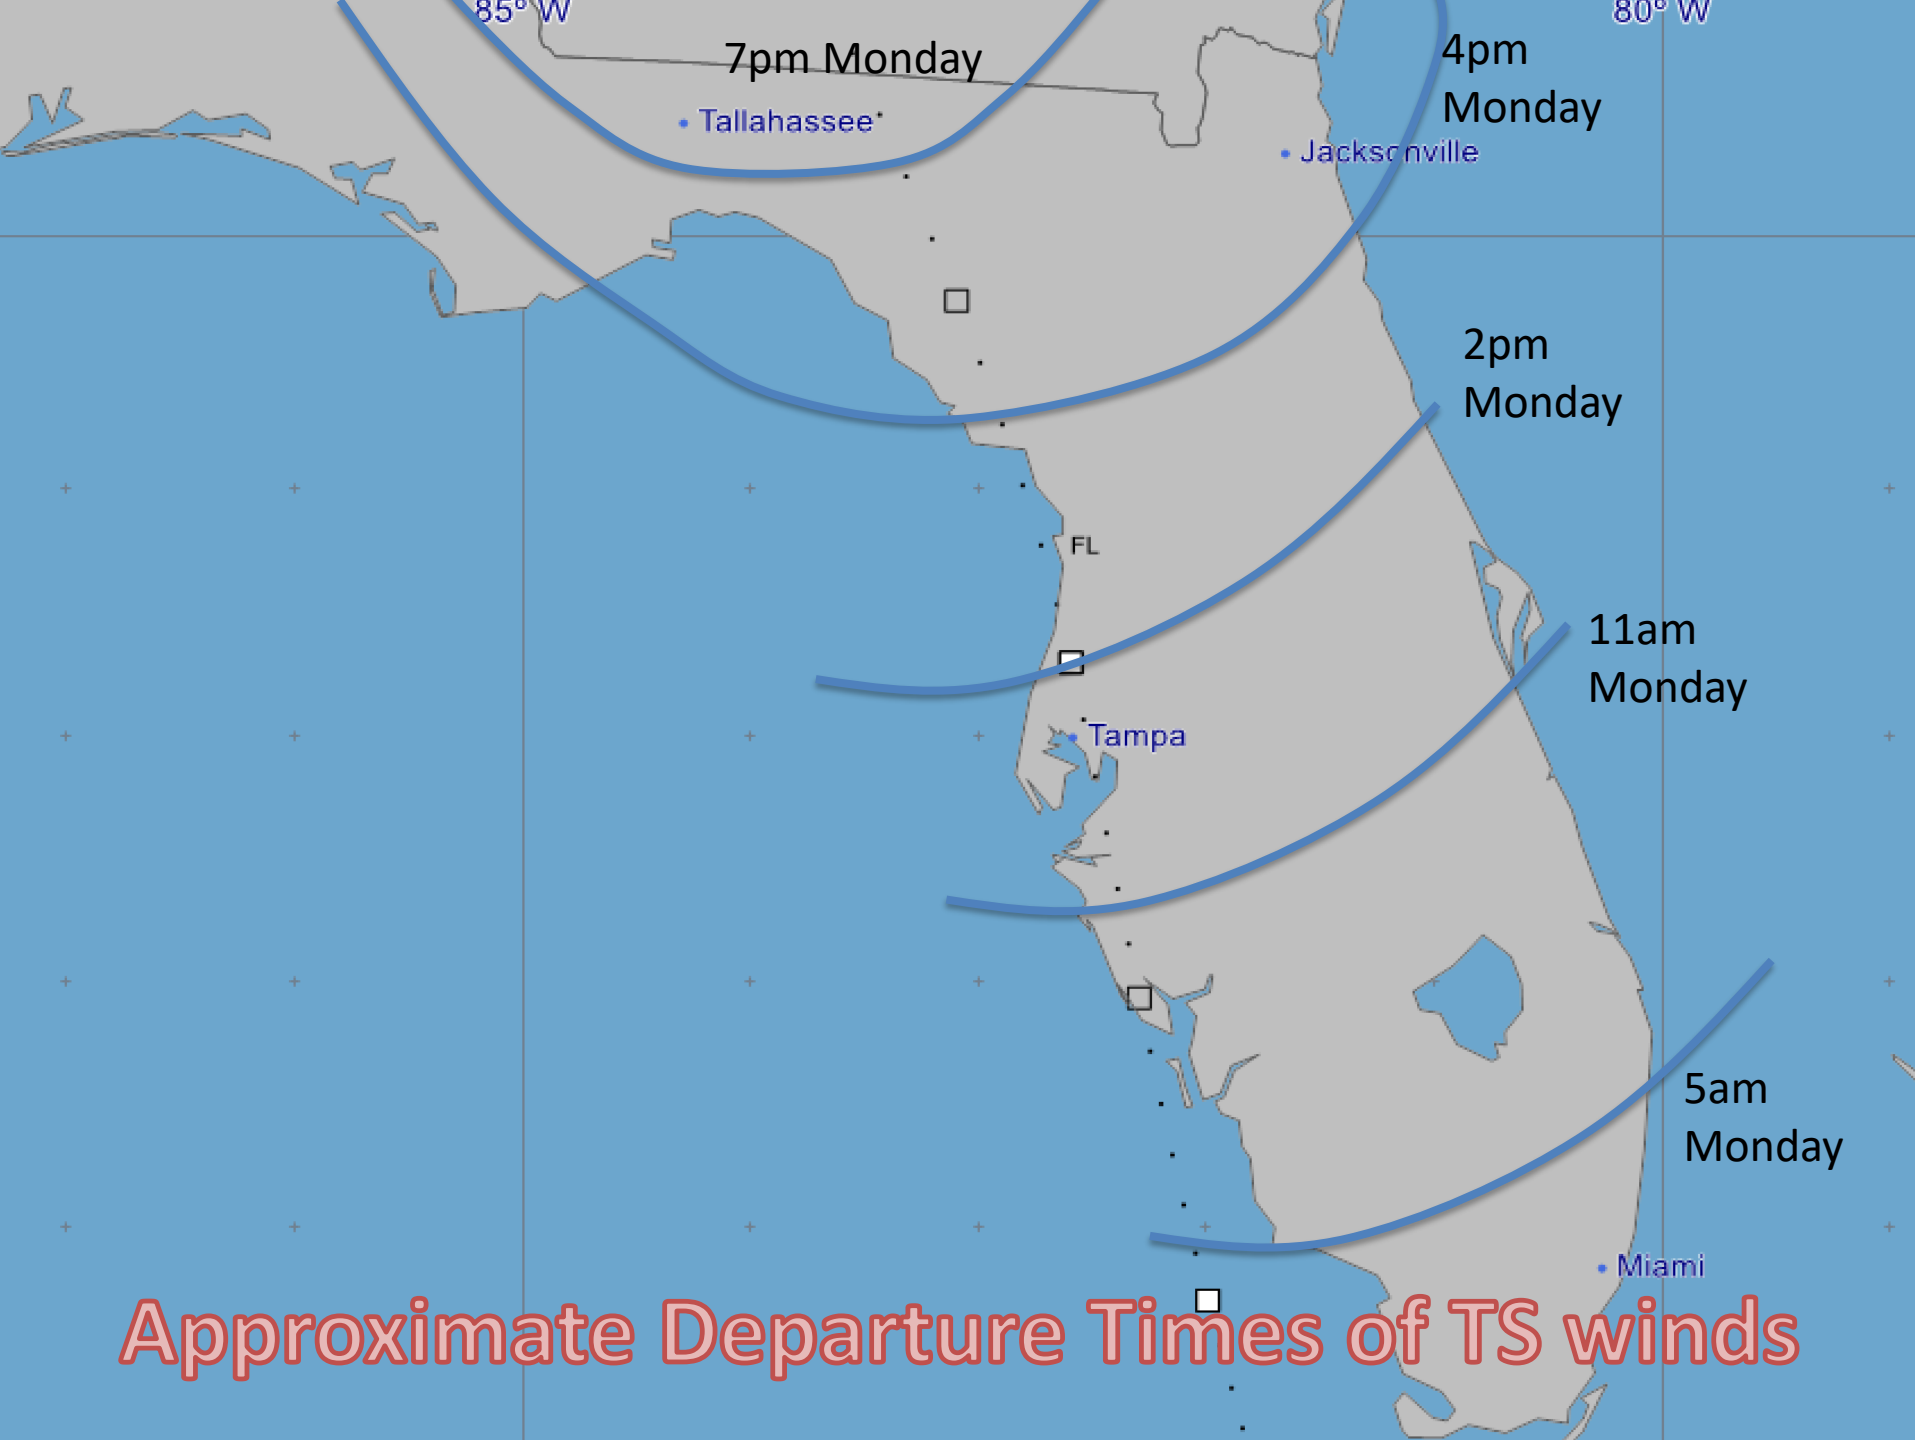 85° W
80° W
7pm Monday
4pm
Monday
Tallahassee
Jacksonville
2pm
Monday
FL
11am
Monday
Tampa
5am
Monday
Miami
Approximate Departure Times of TS winds